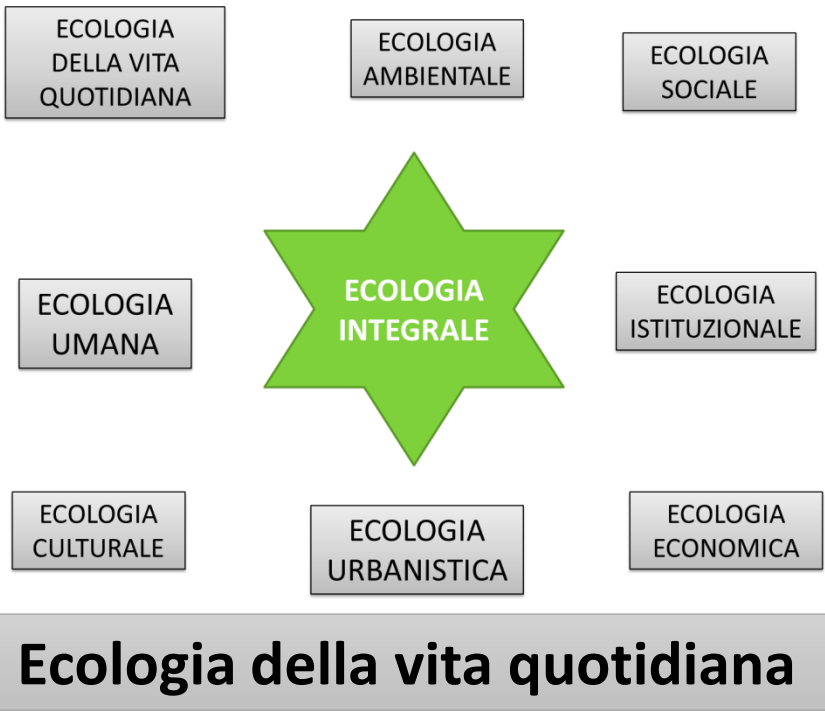 ECOLOGIA
DELLA VITA
QUOTIDIANA
ECOLOGIA
AMBIENTALE
ECOLOGIA
SOCIALE
ECOLOGIA
UMANA
ECOLOGIA
INTEGRALE
ECOLOGIA
ISTITUZIONALE
ECOLOGIA
CULTURALE
ECOLOGIA
URBANISTICA
ECOLOGIA
ECONOMICA
Ecologia della vita quotidiana